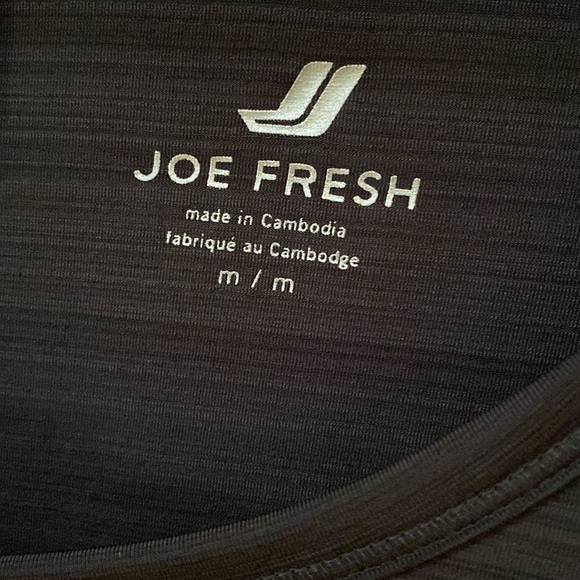 JOE FRESH
made in Cambodia
fabriqué au Cambodge
m / m